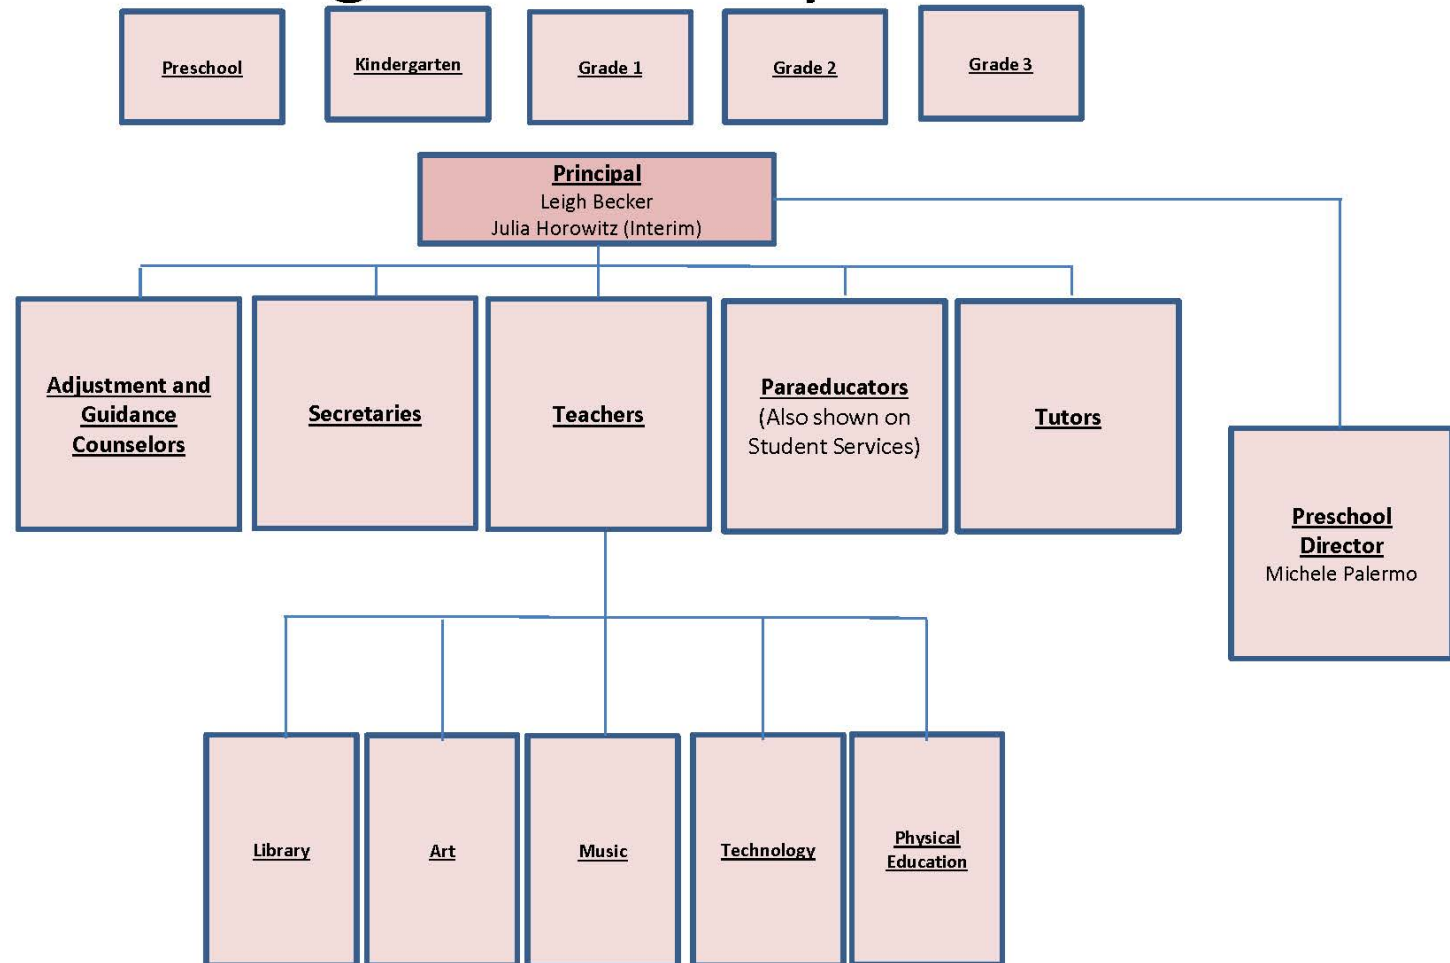 Preschool
Kindergarten
Grade 1
Grade 2
Grade 3
Principal
Leigh Becker
Julia Horowitz (Interim)
Adjustment and
Guidance
Counselors
Secretaries
Teachers
Paraeducators
(Also shown on
Student Services)
Tutors
Preschool
Director
Michele Palermo
Library
Art
Music
Technology
Physical
Education